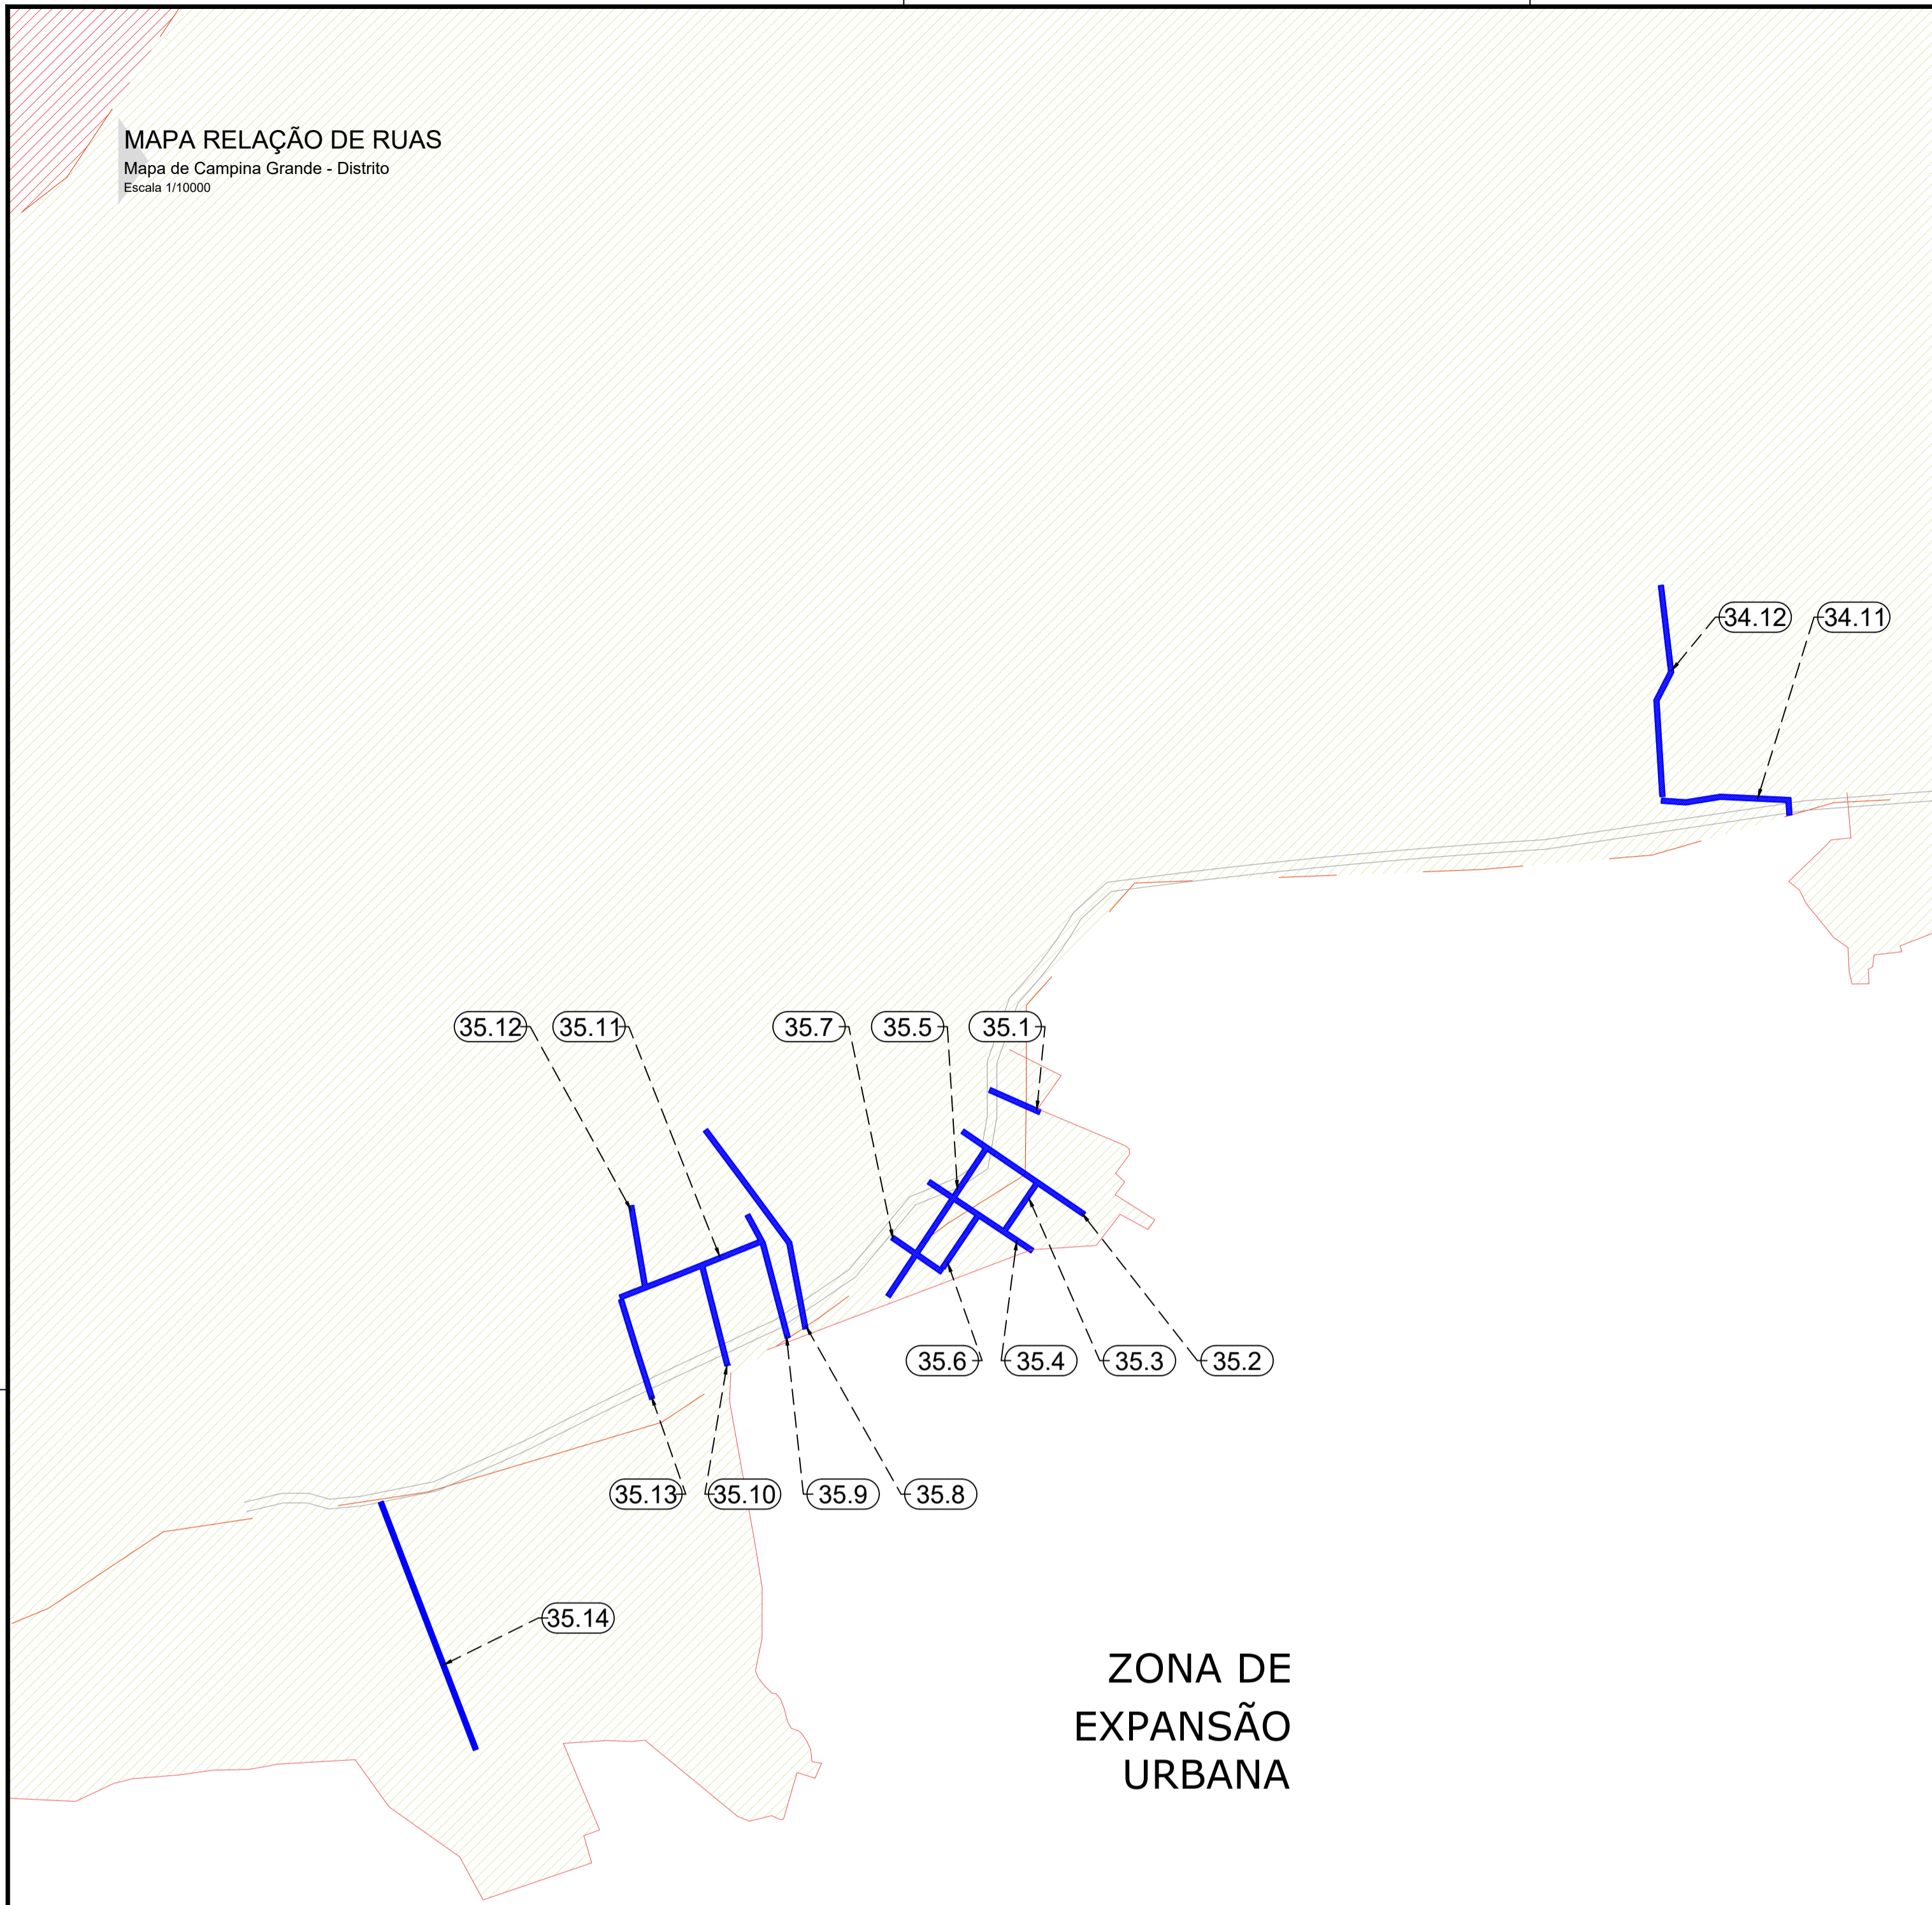 MAPA RELAÇÃO DE RUAS
Mapa de Campina Grande - Distrito
Escala 1/10000
34.12
34.11
35.12
35.11
35.7
35.5
35.1
35.6
35.4
35.3
35.2
35.13
35.10
35.9
35.8
35.14
ZONA DE
EXPANSÃO
URBANA